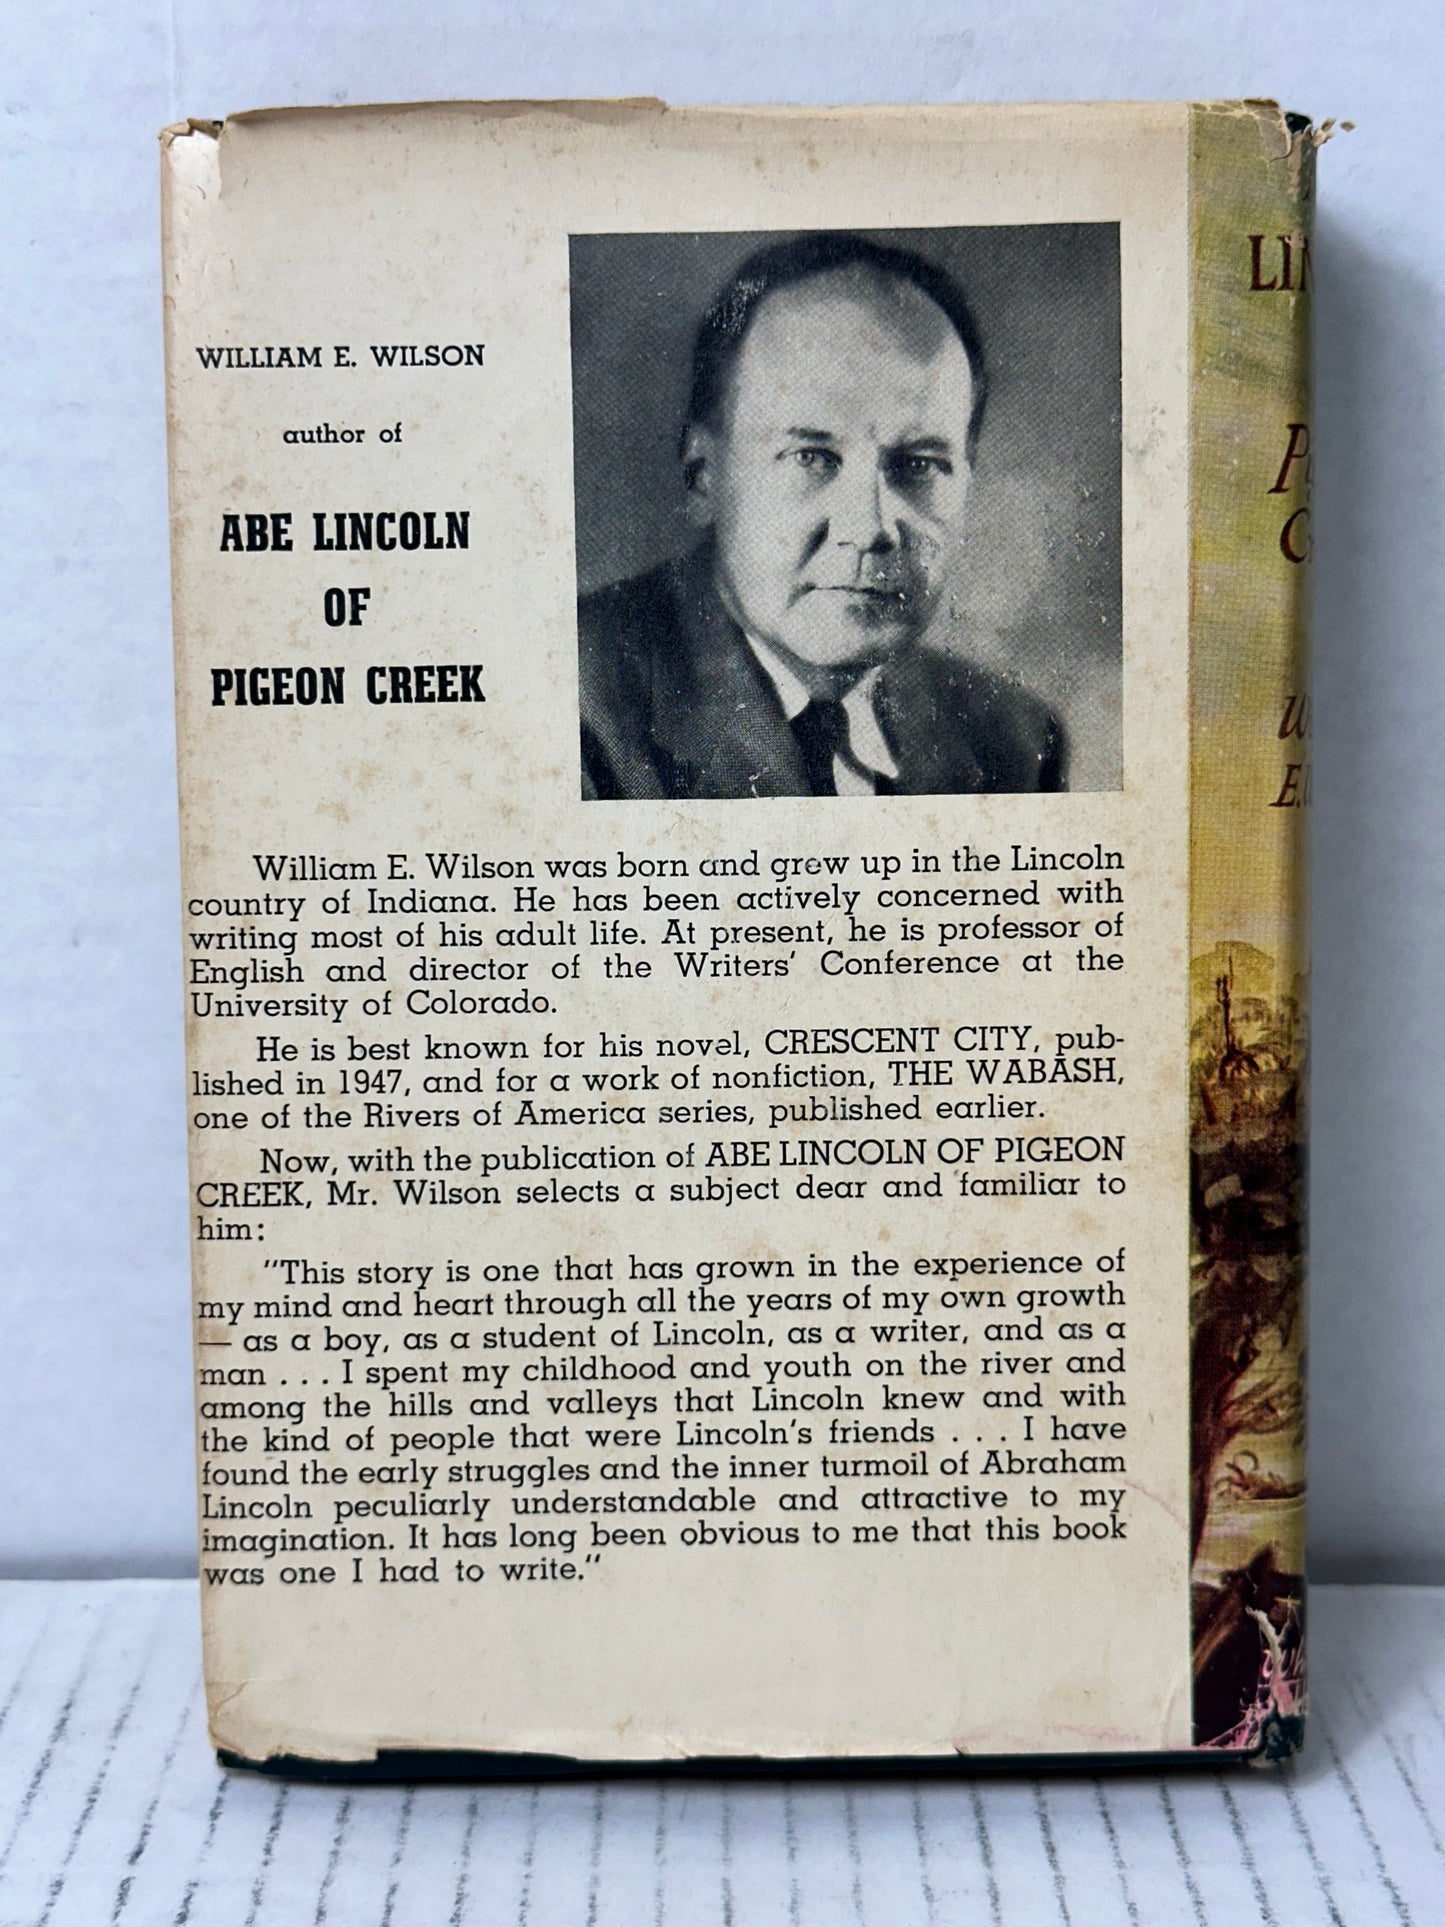 WILLIAM E. WILSON
author of
ABE LINCOLN
OF
PIGEON CREEK
William E. Wilson was born and grew up in the Lincoln
country of Indiana. He has been actively concerned with
writing most of his adult life. At present, he is professor of
English and director of the Writers' Conference at the
University of Colorado.
He is best known for his novel, CRESCENT CITY, pub-
lished in 1947, and for a work of nonfiction, THE WABASH,
one of the Rivers of America series, published earlier.
Now, with the publication of ABE LINCOLN OF PIGEON
CREEK, Mr. Wilson selects a subject dear and familiar to
him:
"This story is one that has grown in the experience of
my mind and heart through all the years of my own growth
— as a boy, as a student of Lincoln, as a writer, and as a
man . . . I spent my childhood and youth on the river and
among the hills and valleys that Lincoln knew and with
the kind of people that were Lincoln's friends . . . I have
found the early struggles and the inner turmoil of Abraham
Lincoln peculiarly understandable and attractive to my
imagination. It has long been obvious to me that this book
was one I had to write."